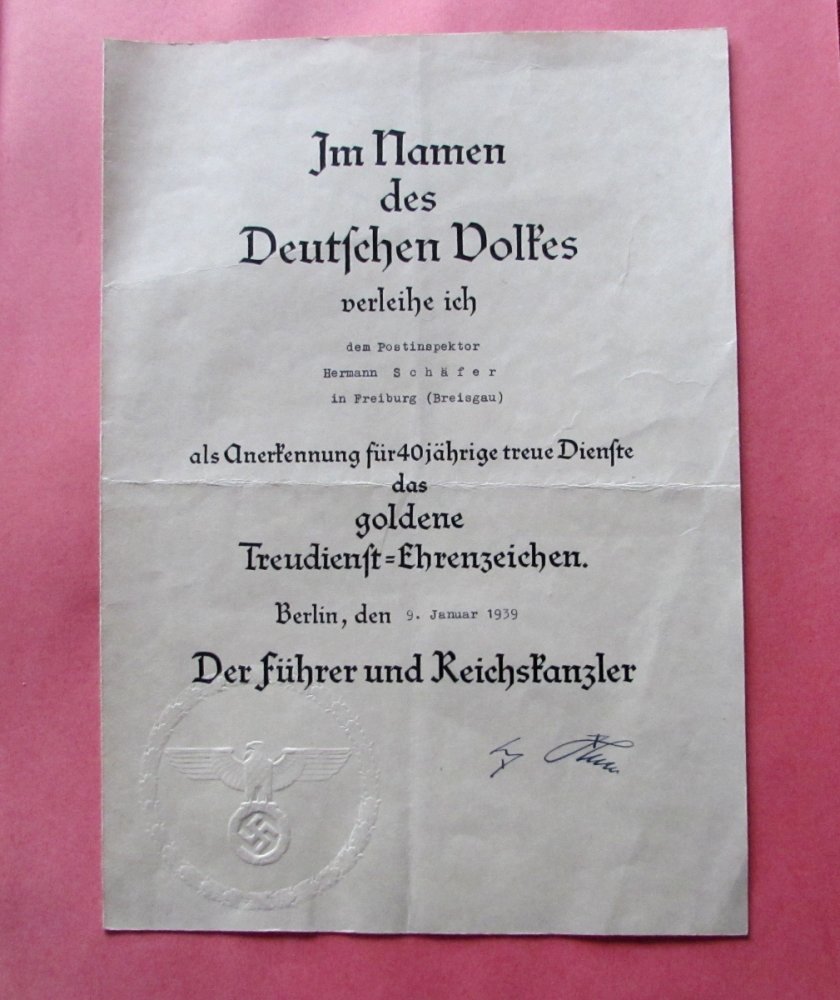 Im Namen
des
Deutschen Volkes
verleihe ich
dem Postinspektor
Hermann S c h ä f e r
in Freiburg (Breisgau)
als Anerkennung für 40jährige treue Dienste
das
goldene
Treudienst=Ehrenzeichen.
Berlin, den 9. Januar 1939
Der Führer und Reichskanzler